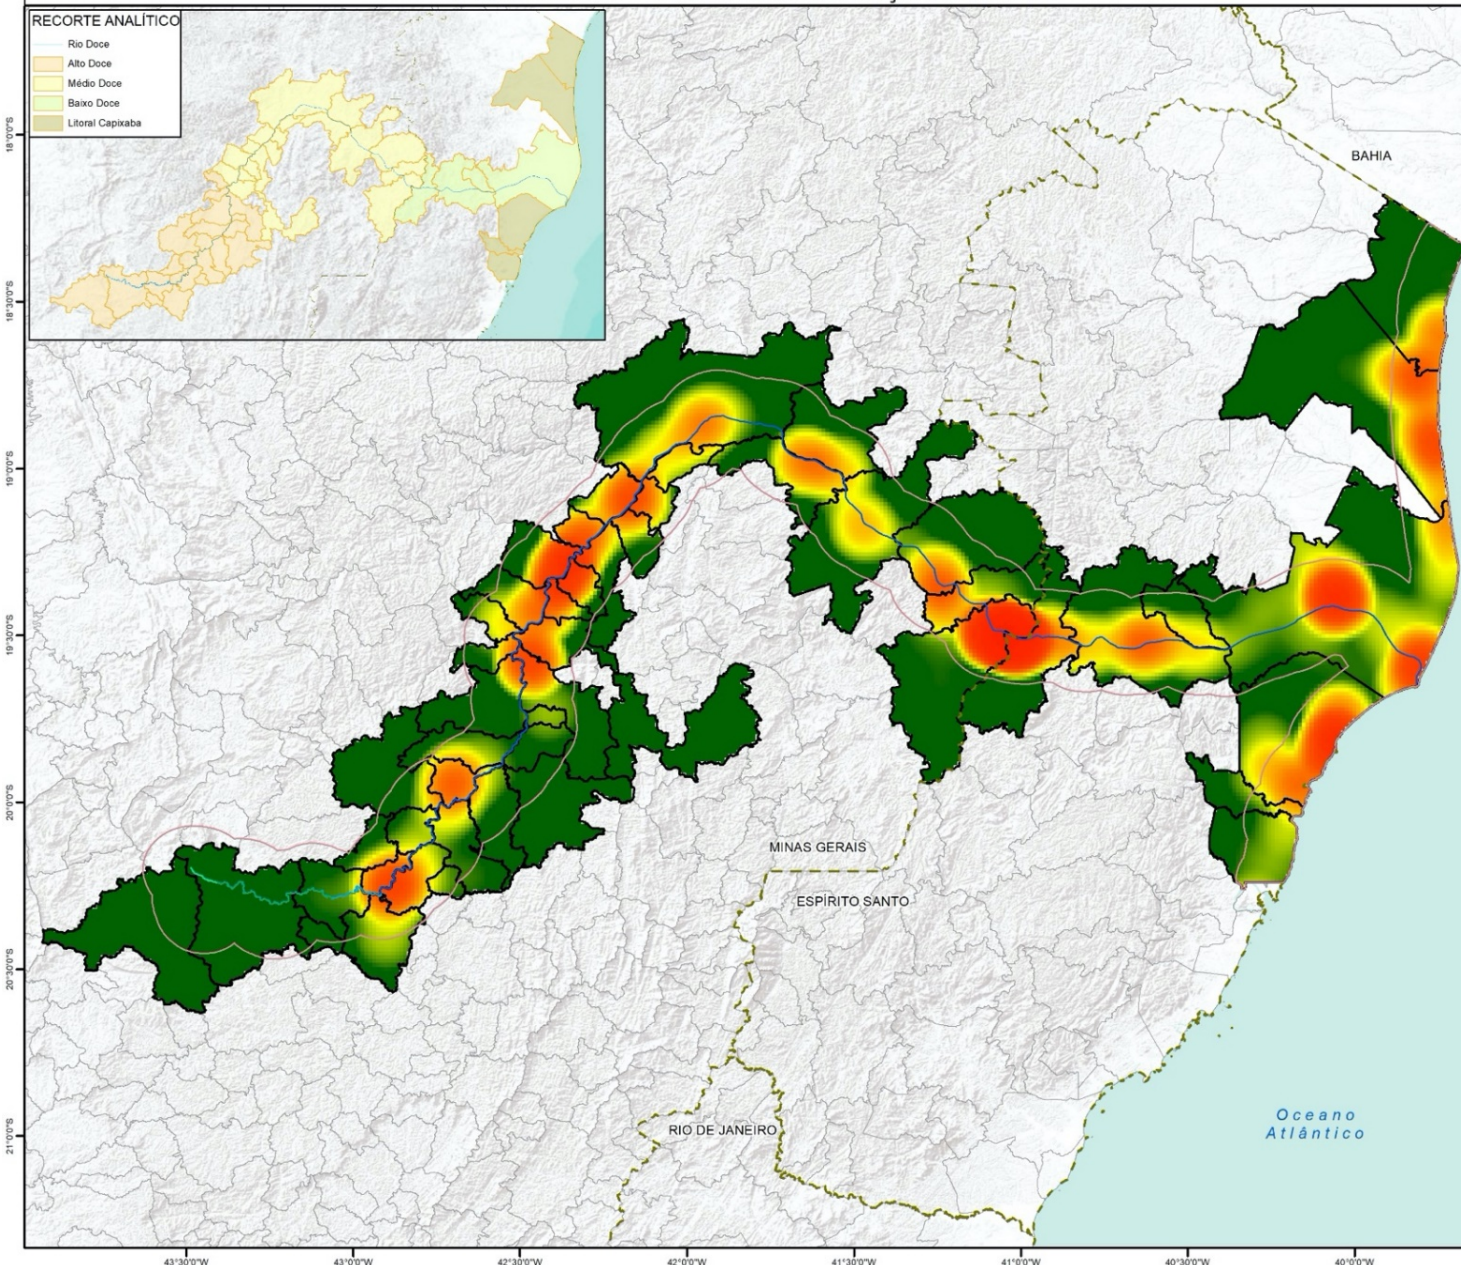 RECORTE ANALÍTICO
Rio Doce
Alto Doce
Médio Doce
Baixo Doce
Litoral Capixaba
BAHIA
MINAS GERAIS
ESPÍRITO SANTO
RIO DE JANEIRO
Oceano
Atlântico
18°0'0"S
18°30'0"S
19°0'0"S
19°30'0"S
20°0'0"S
20°30'0"S
21°0'0"S
43°30'0"W
43°0'0"W
42°30'0"W
42°0'0"W
41°30'0"W
41°0'0"W
40°30'0"W
40°0'0"W